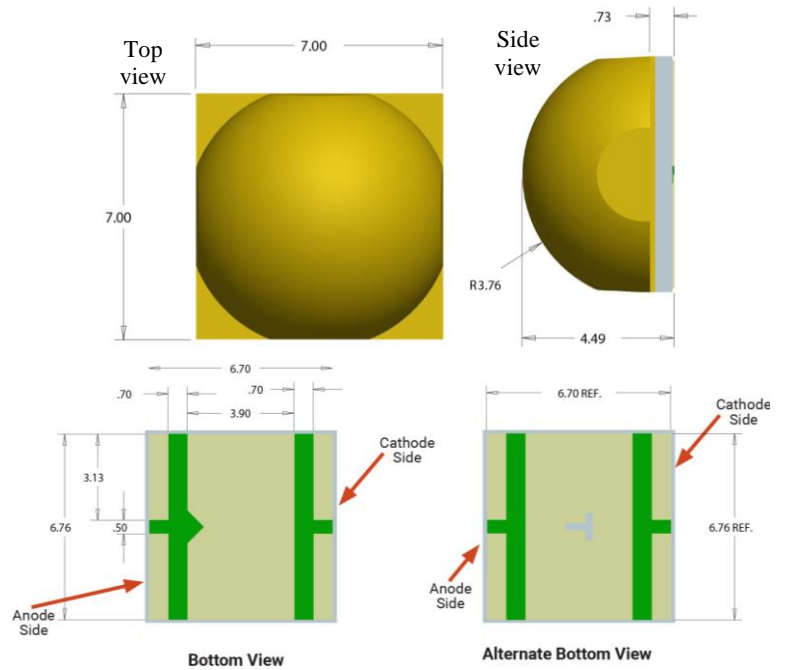 Top
view
7.00
7.00
Side
view
.73
R3.76
4.49
6.70
.70
.70
3.90
3.13
6.76
.50
Cathode
Side
Anode
Side
Bottom View
6.70 REF.
Cathode
Side
6.76 REF.
Anode
Side
Alternate Bottom View